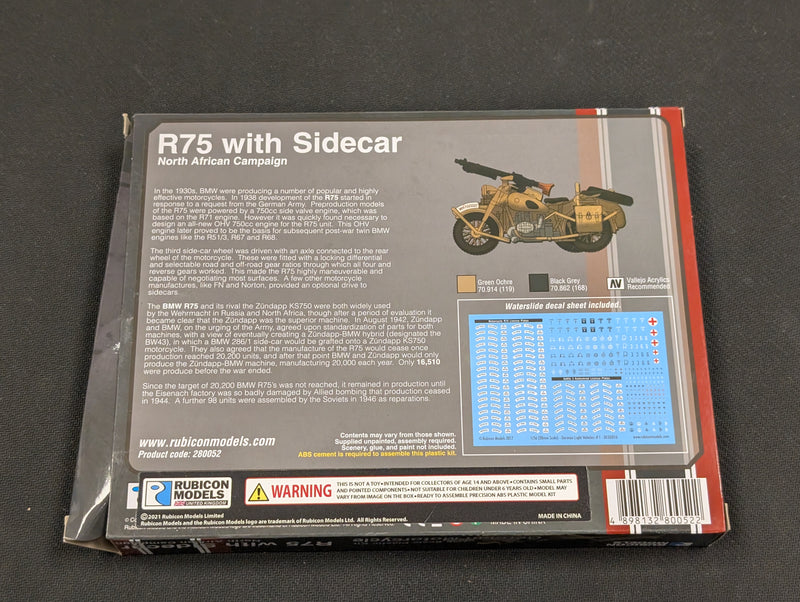 R75 with Sidecar
North African Campaign
In the 1930s, BMW were producing a number of popular and highly
effective motorcycles. In 1938 development of the R75 started in
response to a request from the German Army. Preproduction models
of the R75 were powered by a 750cc side valve engine, which was
based on the R71 engine. However it was quickly found necessary to
design an all-new OHV 750cc engine for the R75 unit. This OHV
engine later proved to be the basis for subsequent post-war twin BMW
engines like the R51/3, R67 and R68.
The third side-car wheel was driven with an axle connected to the rear
wheel of the motorcycle. These were fitted with a locking differential
and selectable road and off-road gear ratios through which all four and
reverse gears worked. This made the R75 highly maneuverable and
capable of negotiating most surfaces. A few other motorcycle
manufactures, like FN and Norton, provided an optional drive to
sidecars.
The BMW R75 and its rival the Zündapp KS750 were both widely used
by the Wehrmacht in Russia and North Africa, though after a period of evaluation it
became clear that the Zündapp was the superior machine. In August 1942, Zündapp
and BMW, on the urging of the Army, agreed upon standardization of parts for both
machines, with a view of eventually creating a Zündapp-BMW hybrid (designated the
BW43), in which a BMW 286/1 side-car would be grafted onto a Zündapp KS750
motorcycle. They also agreed that the manufacture of the R75 would cease once
production reached 20,200 units, and after that point BMW and Zündapp would only
produce the Zündapp-BMW machine, manufacturing 20,000 each year. Only 16,510
were produce before the war ended.
Since the target of 20,200 BMW R75's was not reached, it remained in production until
the Eisenach factory was so badly damaged by Allied bombing that production ceased
in 1944. A further 98 units were assembled by the Soviets in 1946 as reparations.
Green Ochre
70.914 (119)
Black Grey
70.862 (168)
Vallejo Acrylics
Recommended
Waterslide decal sheet included.
© Rubicon Models 2017
www.rubiconmodels.com
www.rubiconmodels.com
Product code: 280052
Contents may vary from those shown.
Supplied unpainted, assembly required.
Scenery, glue, and paint not included.
ABS cement is required to assemble this plastic kit.
RUBICON
MODELS
UNITED KINGDOM
WARNING
THIS IS NOT A TOY•INTENDED FOR COLLECTORS OF AGE 14 AND ABOVE•CONTAINS SMALL PARTS
AND POINTED COMPONENTS•NOT SUITABLE FOR CHILDREN UNDER 6 YEARS OLD•MODEL MAY
VARY FROM IMAGE ON THE BOX•READY TO ASSEMBLE PRECISION ABS PLASTIC MODEL KIT
©2021 Rubicon Models Limited
Rubicon Models and the Rubicon Models logo are trademark of Rubicon Models Ltd. All Rights Reserved.
MADE IN CHINA
MADE IN CHINA
4 898132 800522
R75 with